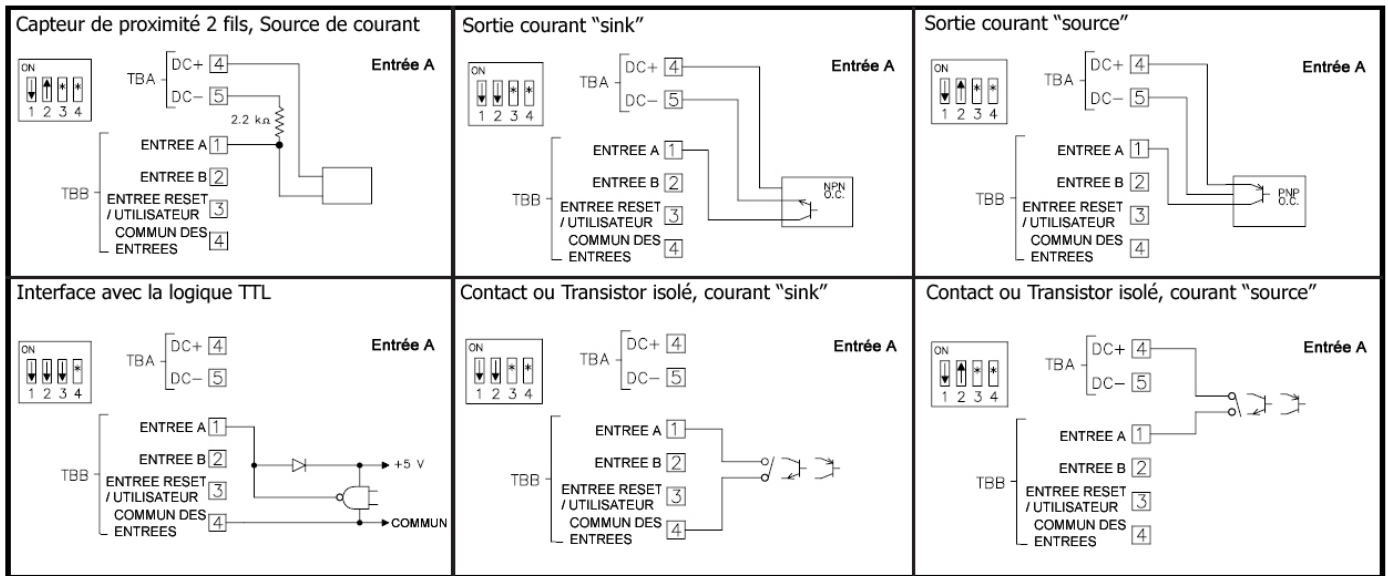 Capteur de proximité 2 fils, Source de courant
ON
* *
1 2 3 4
TBA
DC+ 4
DC- 5
Entrée A
2.2 kΩ
ENTREE A 1
ENTREE B 2
TBB
ENTREE RESET
/ UTILISATEUR 3
COMMUN DES
ENTREES 4
Sortie courant “sink”
ON
* *
1 2 3 4
TBA
DC+ 4
DC- 5
Entrée A
ENTREE A 1
ENTREE B 2
TBB
ENTREE RESET
/ UTILISATEUR 3
COMMUN DES
ENTREES 4
NPN
O.C.
Sortie courant “source”
ON
* *
1 2 3 4
TBA
DC+ 4
DC- 5
Entrée A
ENTREE A 1
ENTREE B 2
TBB
ENTREE RESET
/ UTILISATEUR 3
COMMUN DES
ENTREES 4
PNP
O.C.
Interface avec la logique TTL
ON
*
1 2 3 4
TBA
DC+ 4
DC- 5
Entrée A
ENTREE A 1
ENTREE B 2
TBB
ENTREE RESET
/ UTILISATEUR 3
COMMUN DES
ENTREES 4
+5 V
COMMUN
Contact ou Transistor isolé, courant “sink”
ON
* *
1 2 3 4
TBA
DC+ 4
DC- 5
Entrée A
ENTREE A 1
ENTREE B 2
TBB
ENTREE RESET
/ UTILISATEUR 3
COMMUN DES
ENTREES 4
Contact ou Transistor isolé, courant “source”
ON
* *
1 2 3 4
TBA
DC+ 4
DC- 5
Entrée A
ENTREE A 1
ENTREE B 2
TBB
ENTREE RESET
/ UTILISATEUR 3
COMMUN DES
ENTREES 4